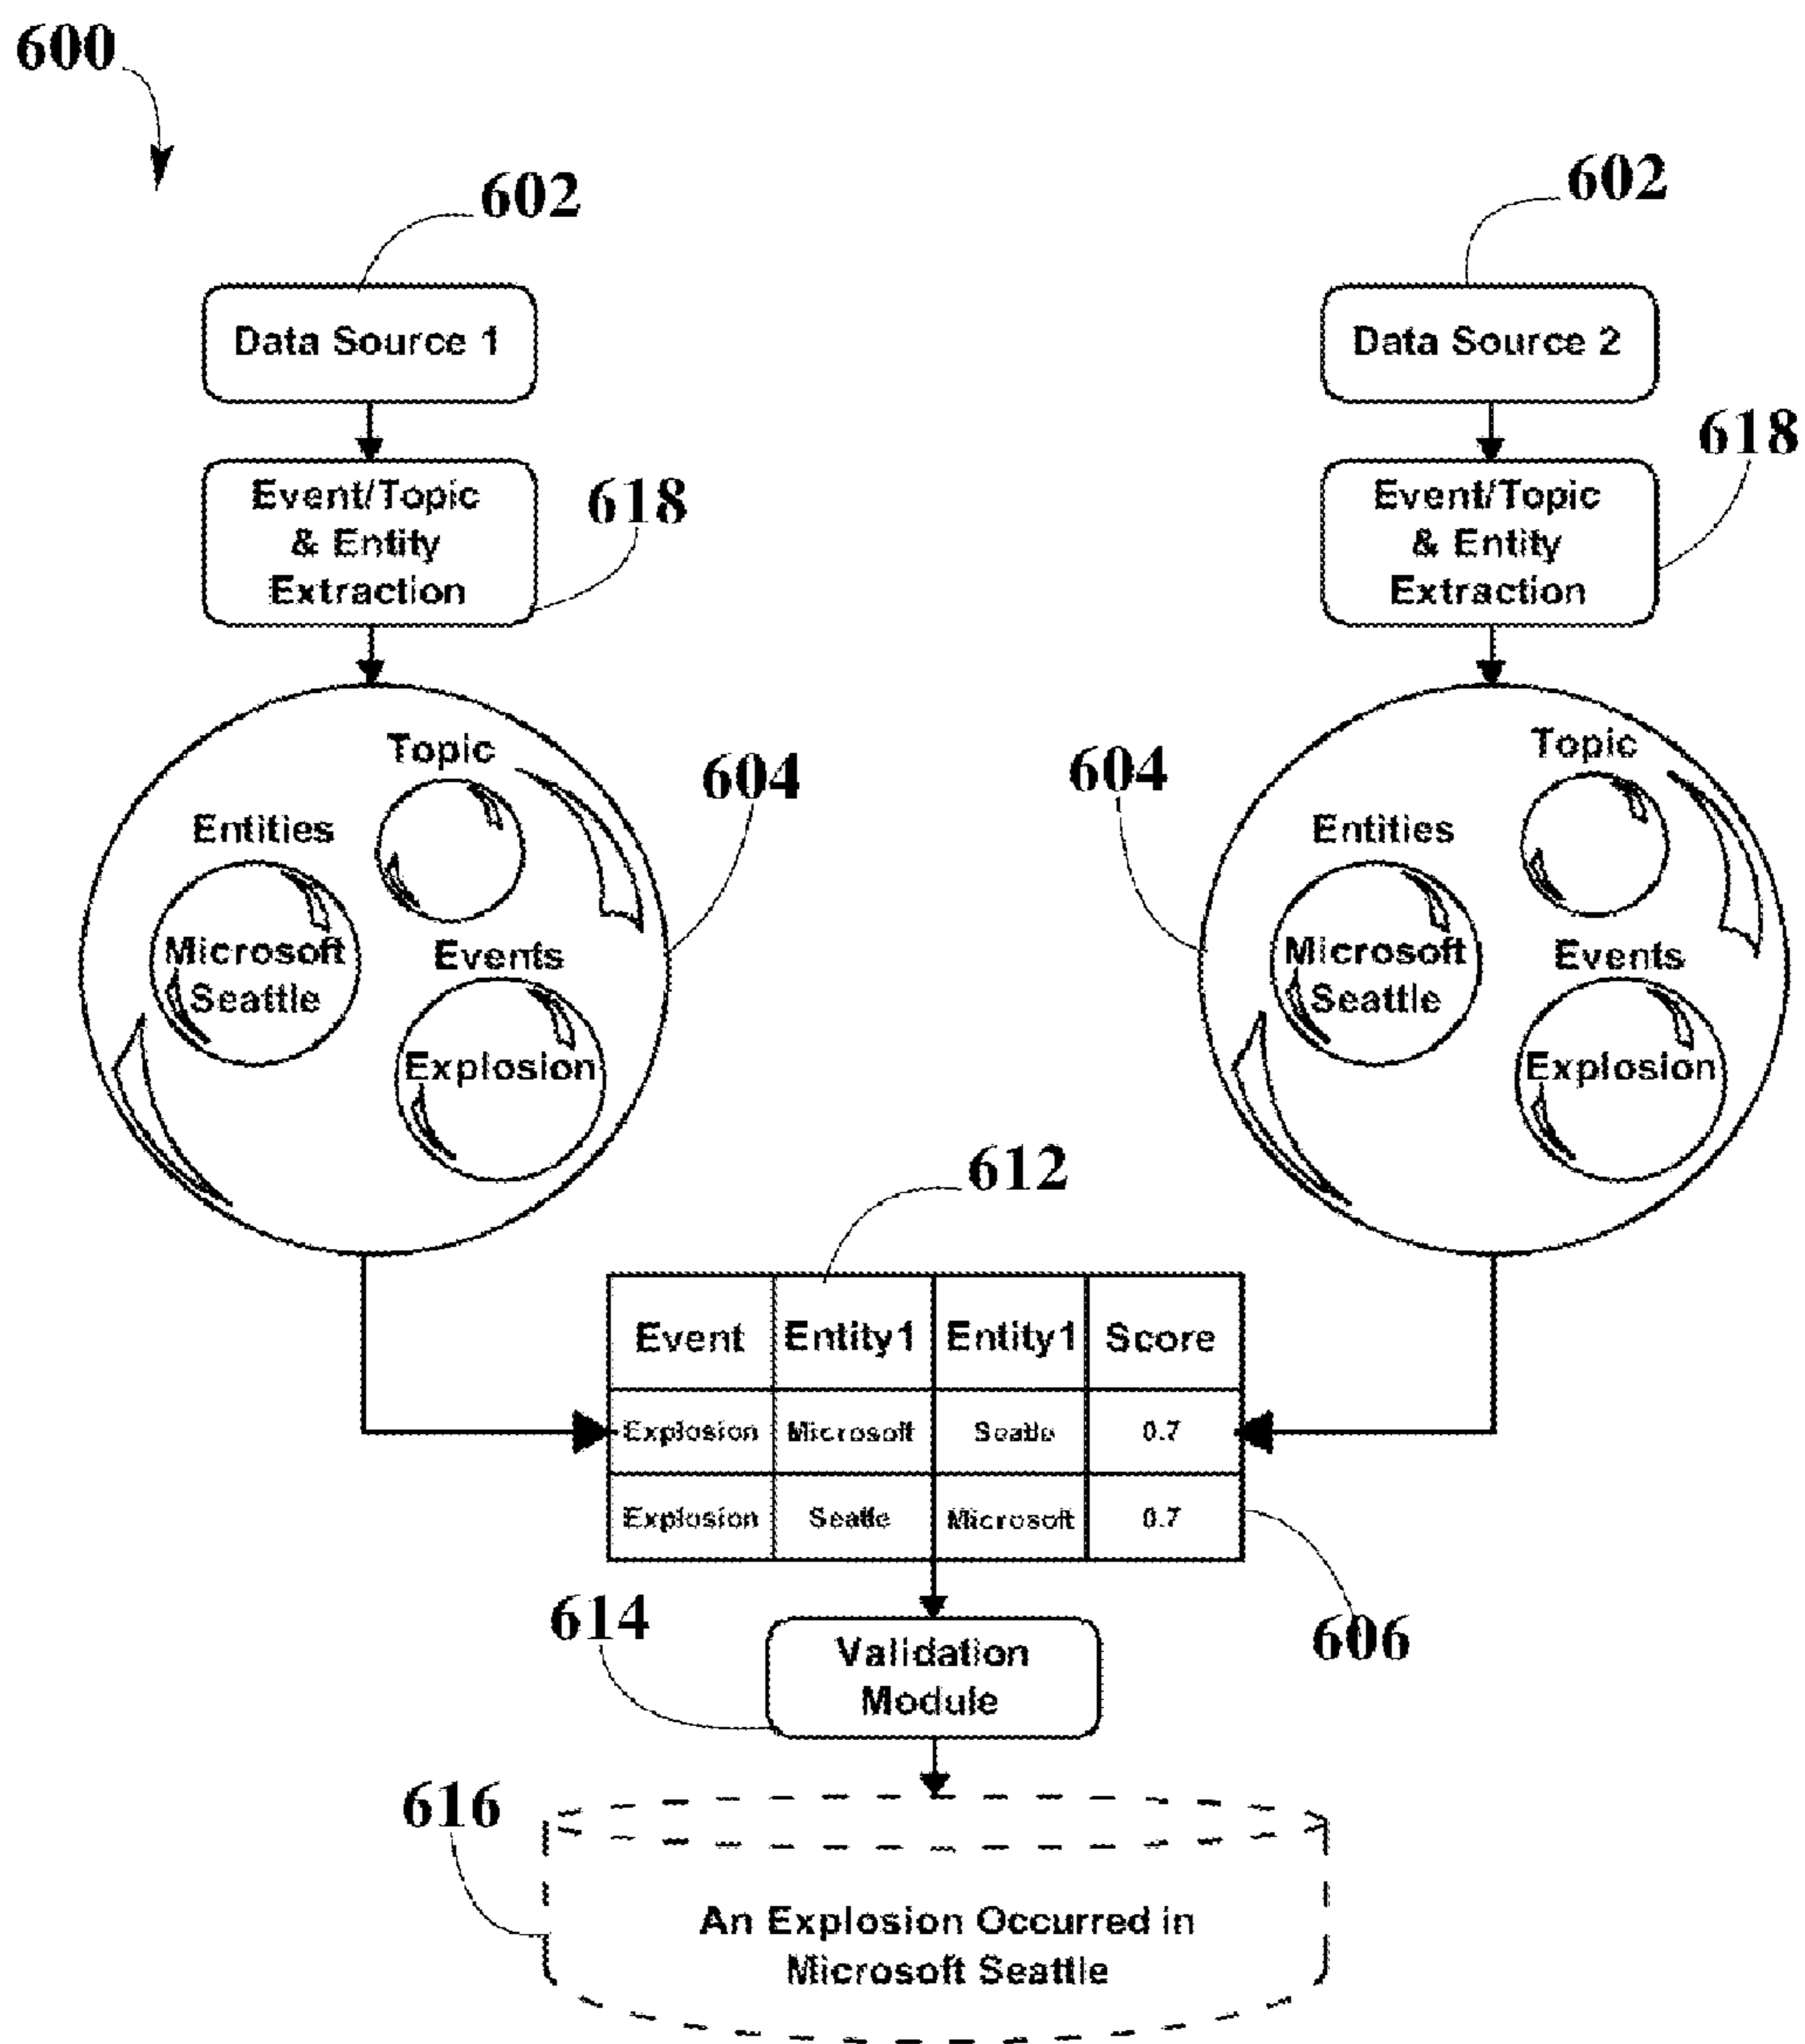 600
602
602
Data Source 1
Data Source 2
618
618
Event/Topic
& Entity
Extraction
Event/Topic
& Entity
Extraction
Topic
604
Entities
Microsoft
Seattle
Events
Explosion
Topic
604
Entities
Microsoft
Seattle
Events
Explosion
612
Event Entity1 Entity1 Score
Explosion Microsoft Seattle 0.7
Explosion Seattle Microsoft 0.7
606
614
Validation
Module
616
An Explosion Occurred in
Microsoft Seattle